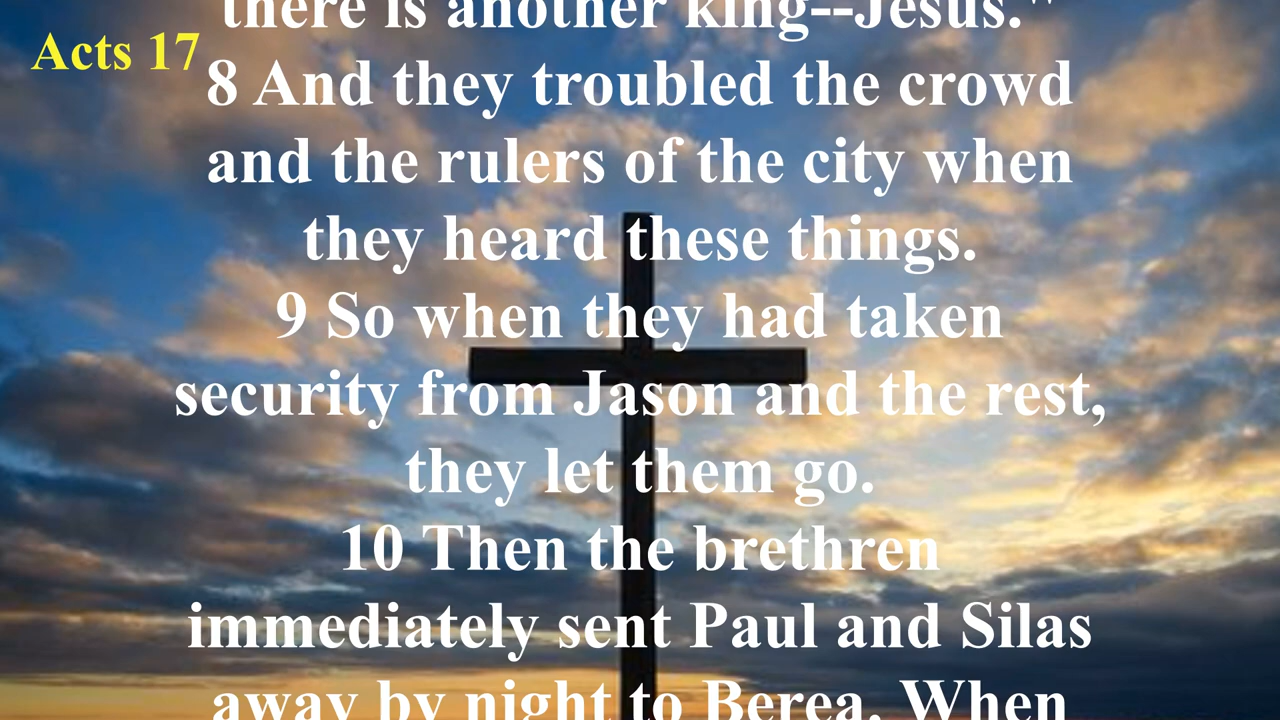 there is another king--Jesus."
Acts 17
8 And they troubled the crowd
and the rulers of the city when
they heard these things.
9 So when they had taken
security from Jason and the rest,
they let them go.
10 Then the brethren
immediately sent Paul and Silas
away by night to Berea. When